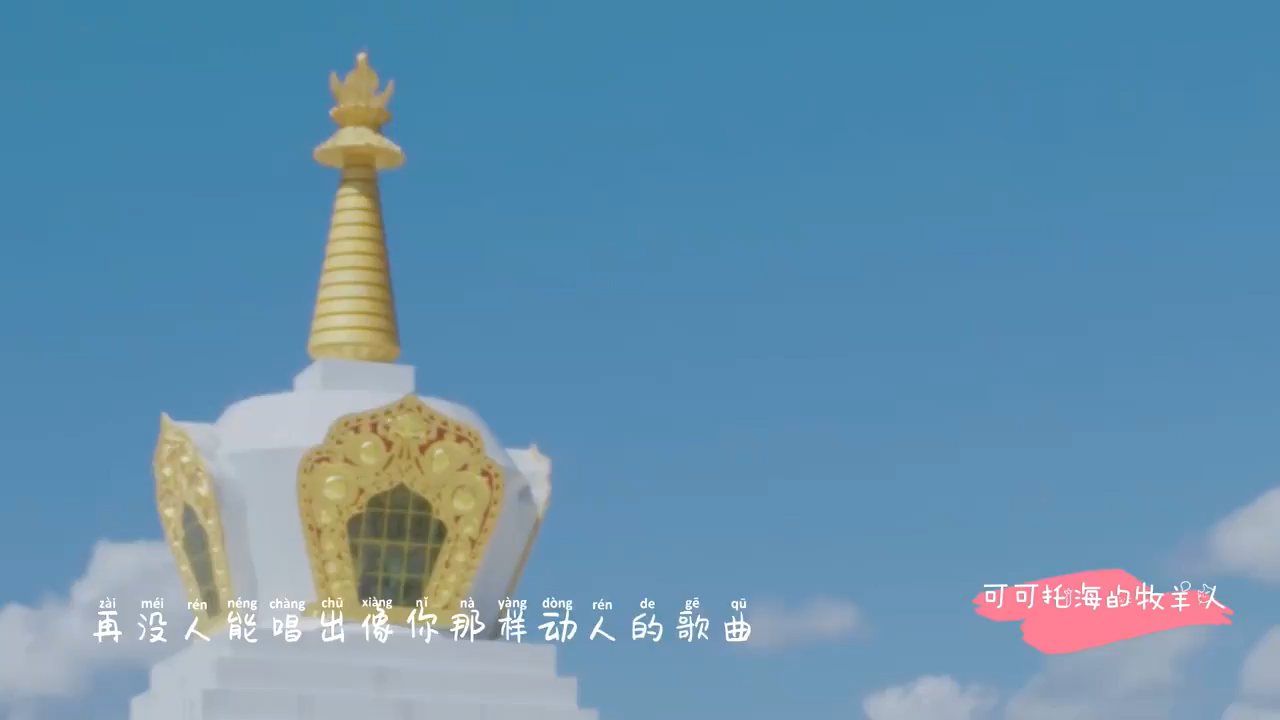 可可托海的牧羊人
zài méi rén néng chàng chū xiàng nǐ nà yàng dòng rén de gē qū
再没人能唱出像你那样动人的歌曲